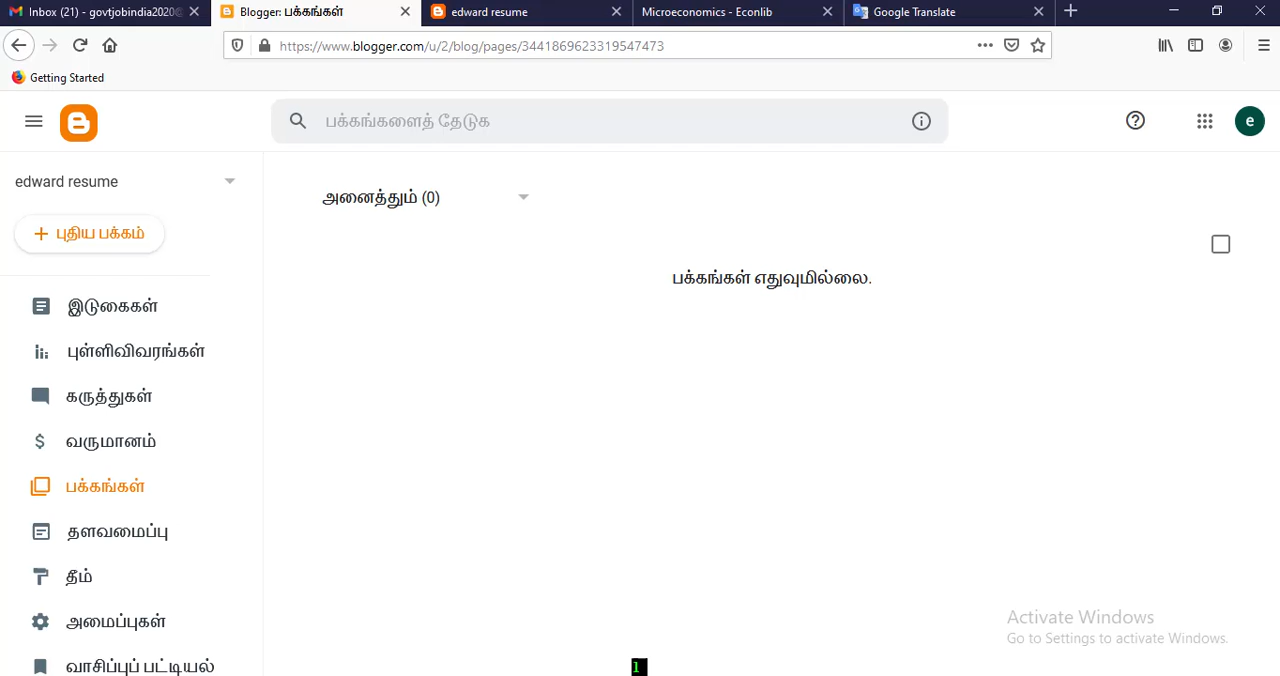 Inbox (21) - govtjobindia2020@
Blogger: பக்கங்கள்
edward resume
Microeconomics - Econlib
Google Translate
https://www.blogger.com/u/2/blog/pages/3441869623319547473
Getting Started
பக்கங்களைத் தேடுக
e
edward resume
அனைத்தும் (0)
+ புதிய பக்கம்
பக்கங்கள் எதுவுமில்லை.
இடுகைகள்
புள்ளிவிவரங்கள்
கருத்துகள்
வருமானம்
பக்கங்கள்
தளவமைப்பு
தீம்
அமைப்புகள்
வாசிப்புப் பட்டியல்
Activate Windows
Go to Settings to activate Windows.
1